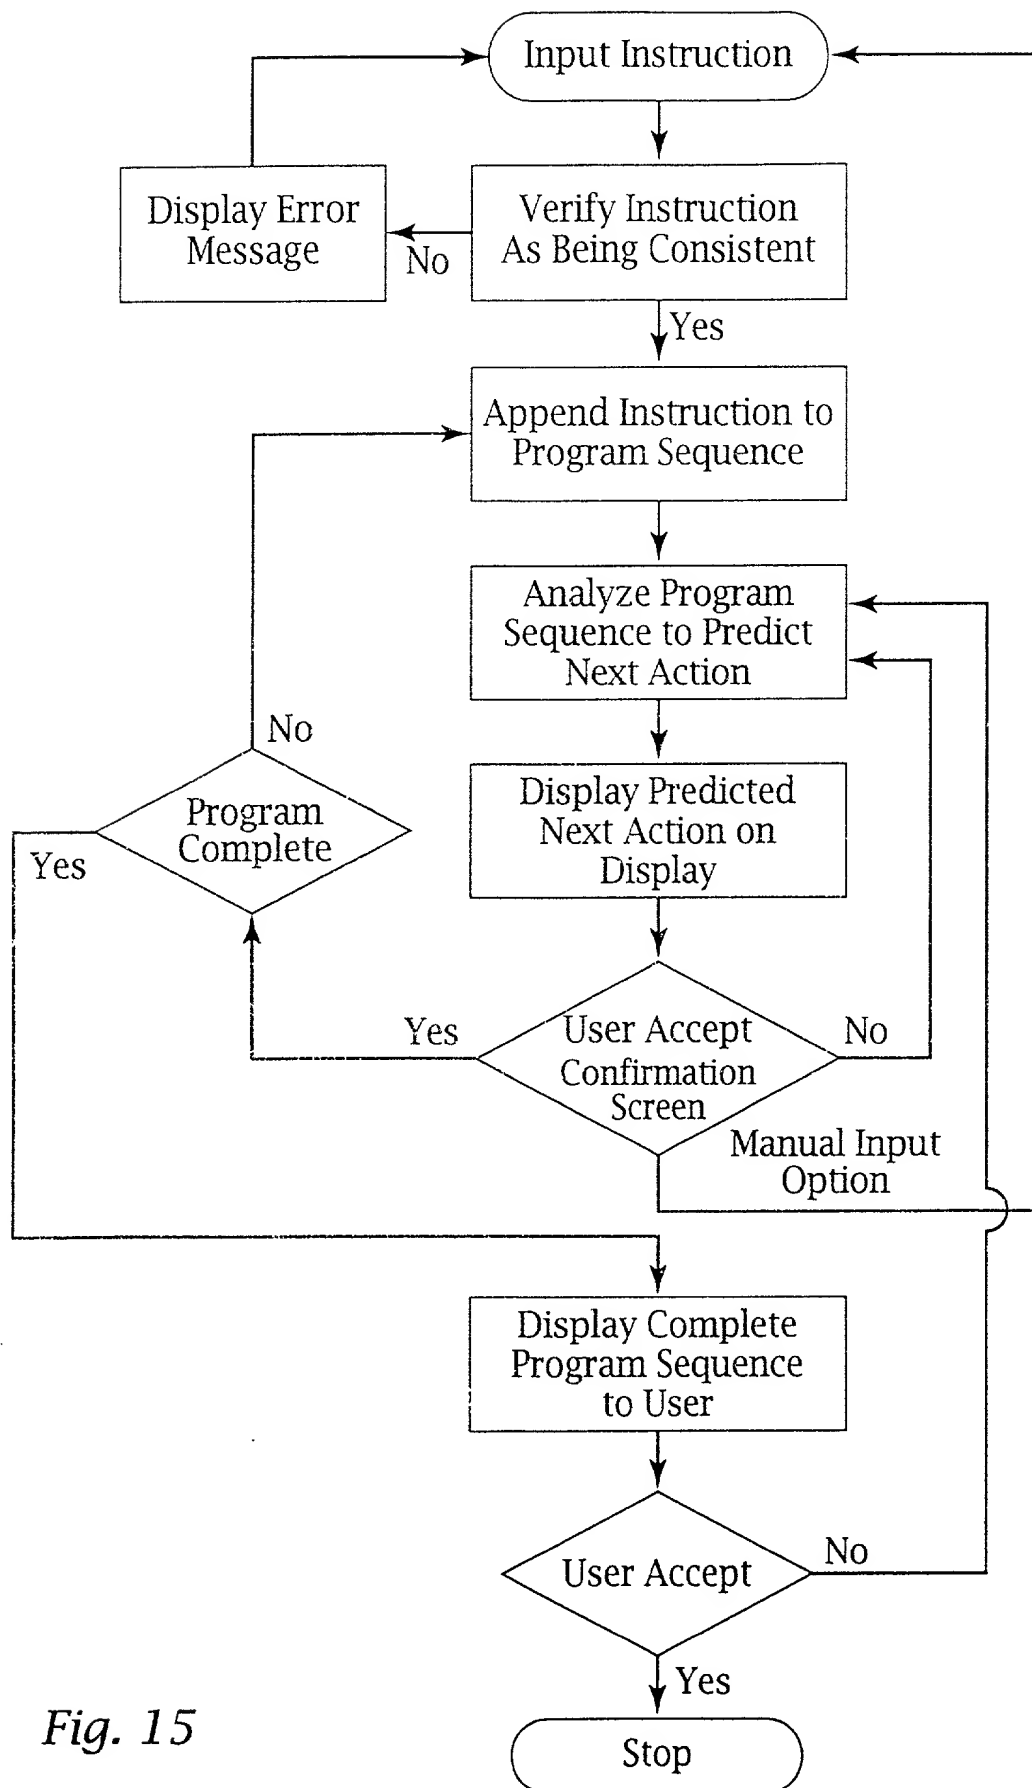 Input Instruction
Display Error
Message
No
Verify Instruction
As Being Consistent
Yes
Append Instruction to
Program Sequence
Analyze Program
Sequence to Predict
Next Action
No
Program
Complete
Yes
Display Predicted
Next Action on
Display
Yes
User Accept
Confirmation
Screen
No
Manual Input
Option
Display Complete
Program Sequence
to User
User Accept
No
Yes
Stop
Fig. 15